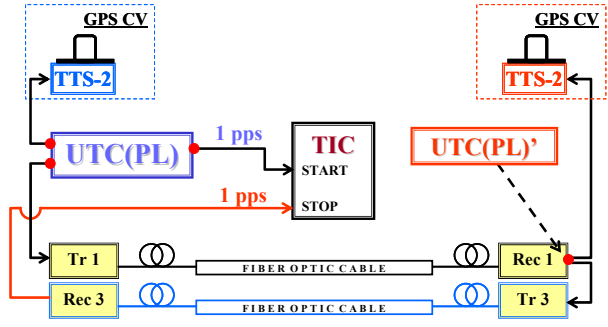 GPS CV
GPS CV
TTS-2
TTS-2
UTC(PL)
1 pps
TIC
START
STOP
UTC(PL)’
1 pps
Tr 1
FIBER OPTIC CABLE
Rec 1
Rec 3
FIBER OPTIC CABLE
Tr 3